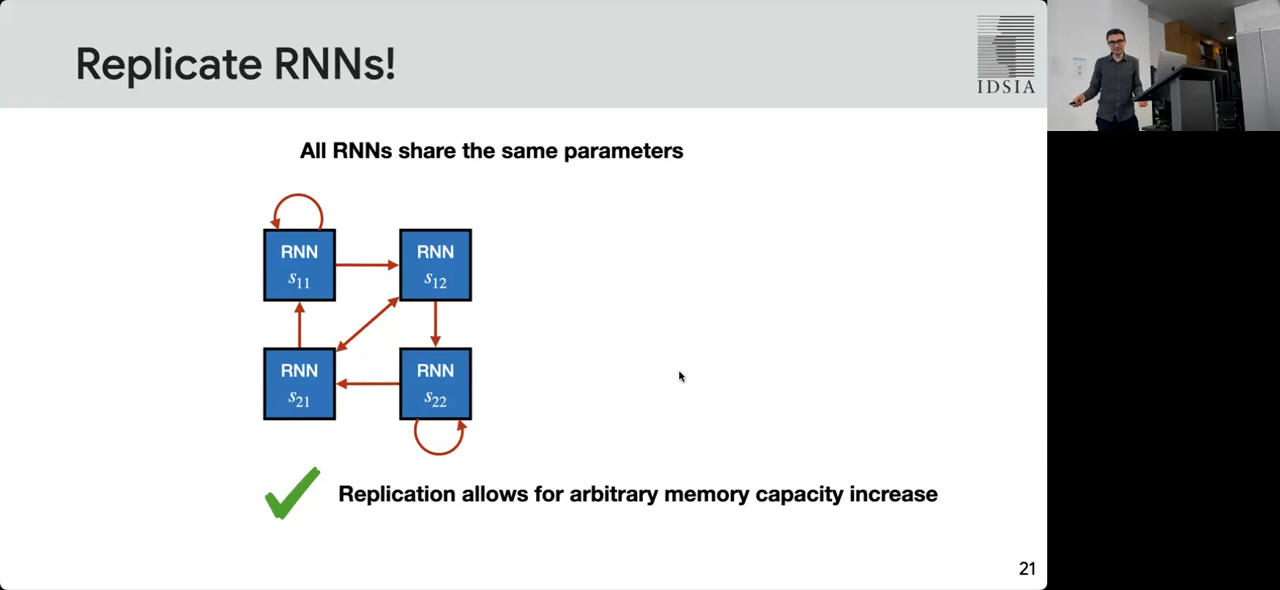 Replicate RNNs!
IDSIA
All RNNs share the same parameters
RNN
s11
RNN
s12
RNN
s21
RNN
s22
Replication allows for arbitrary memory capacity increase
21